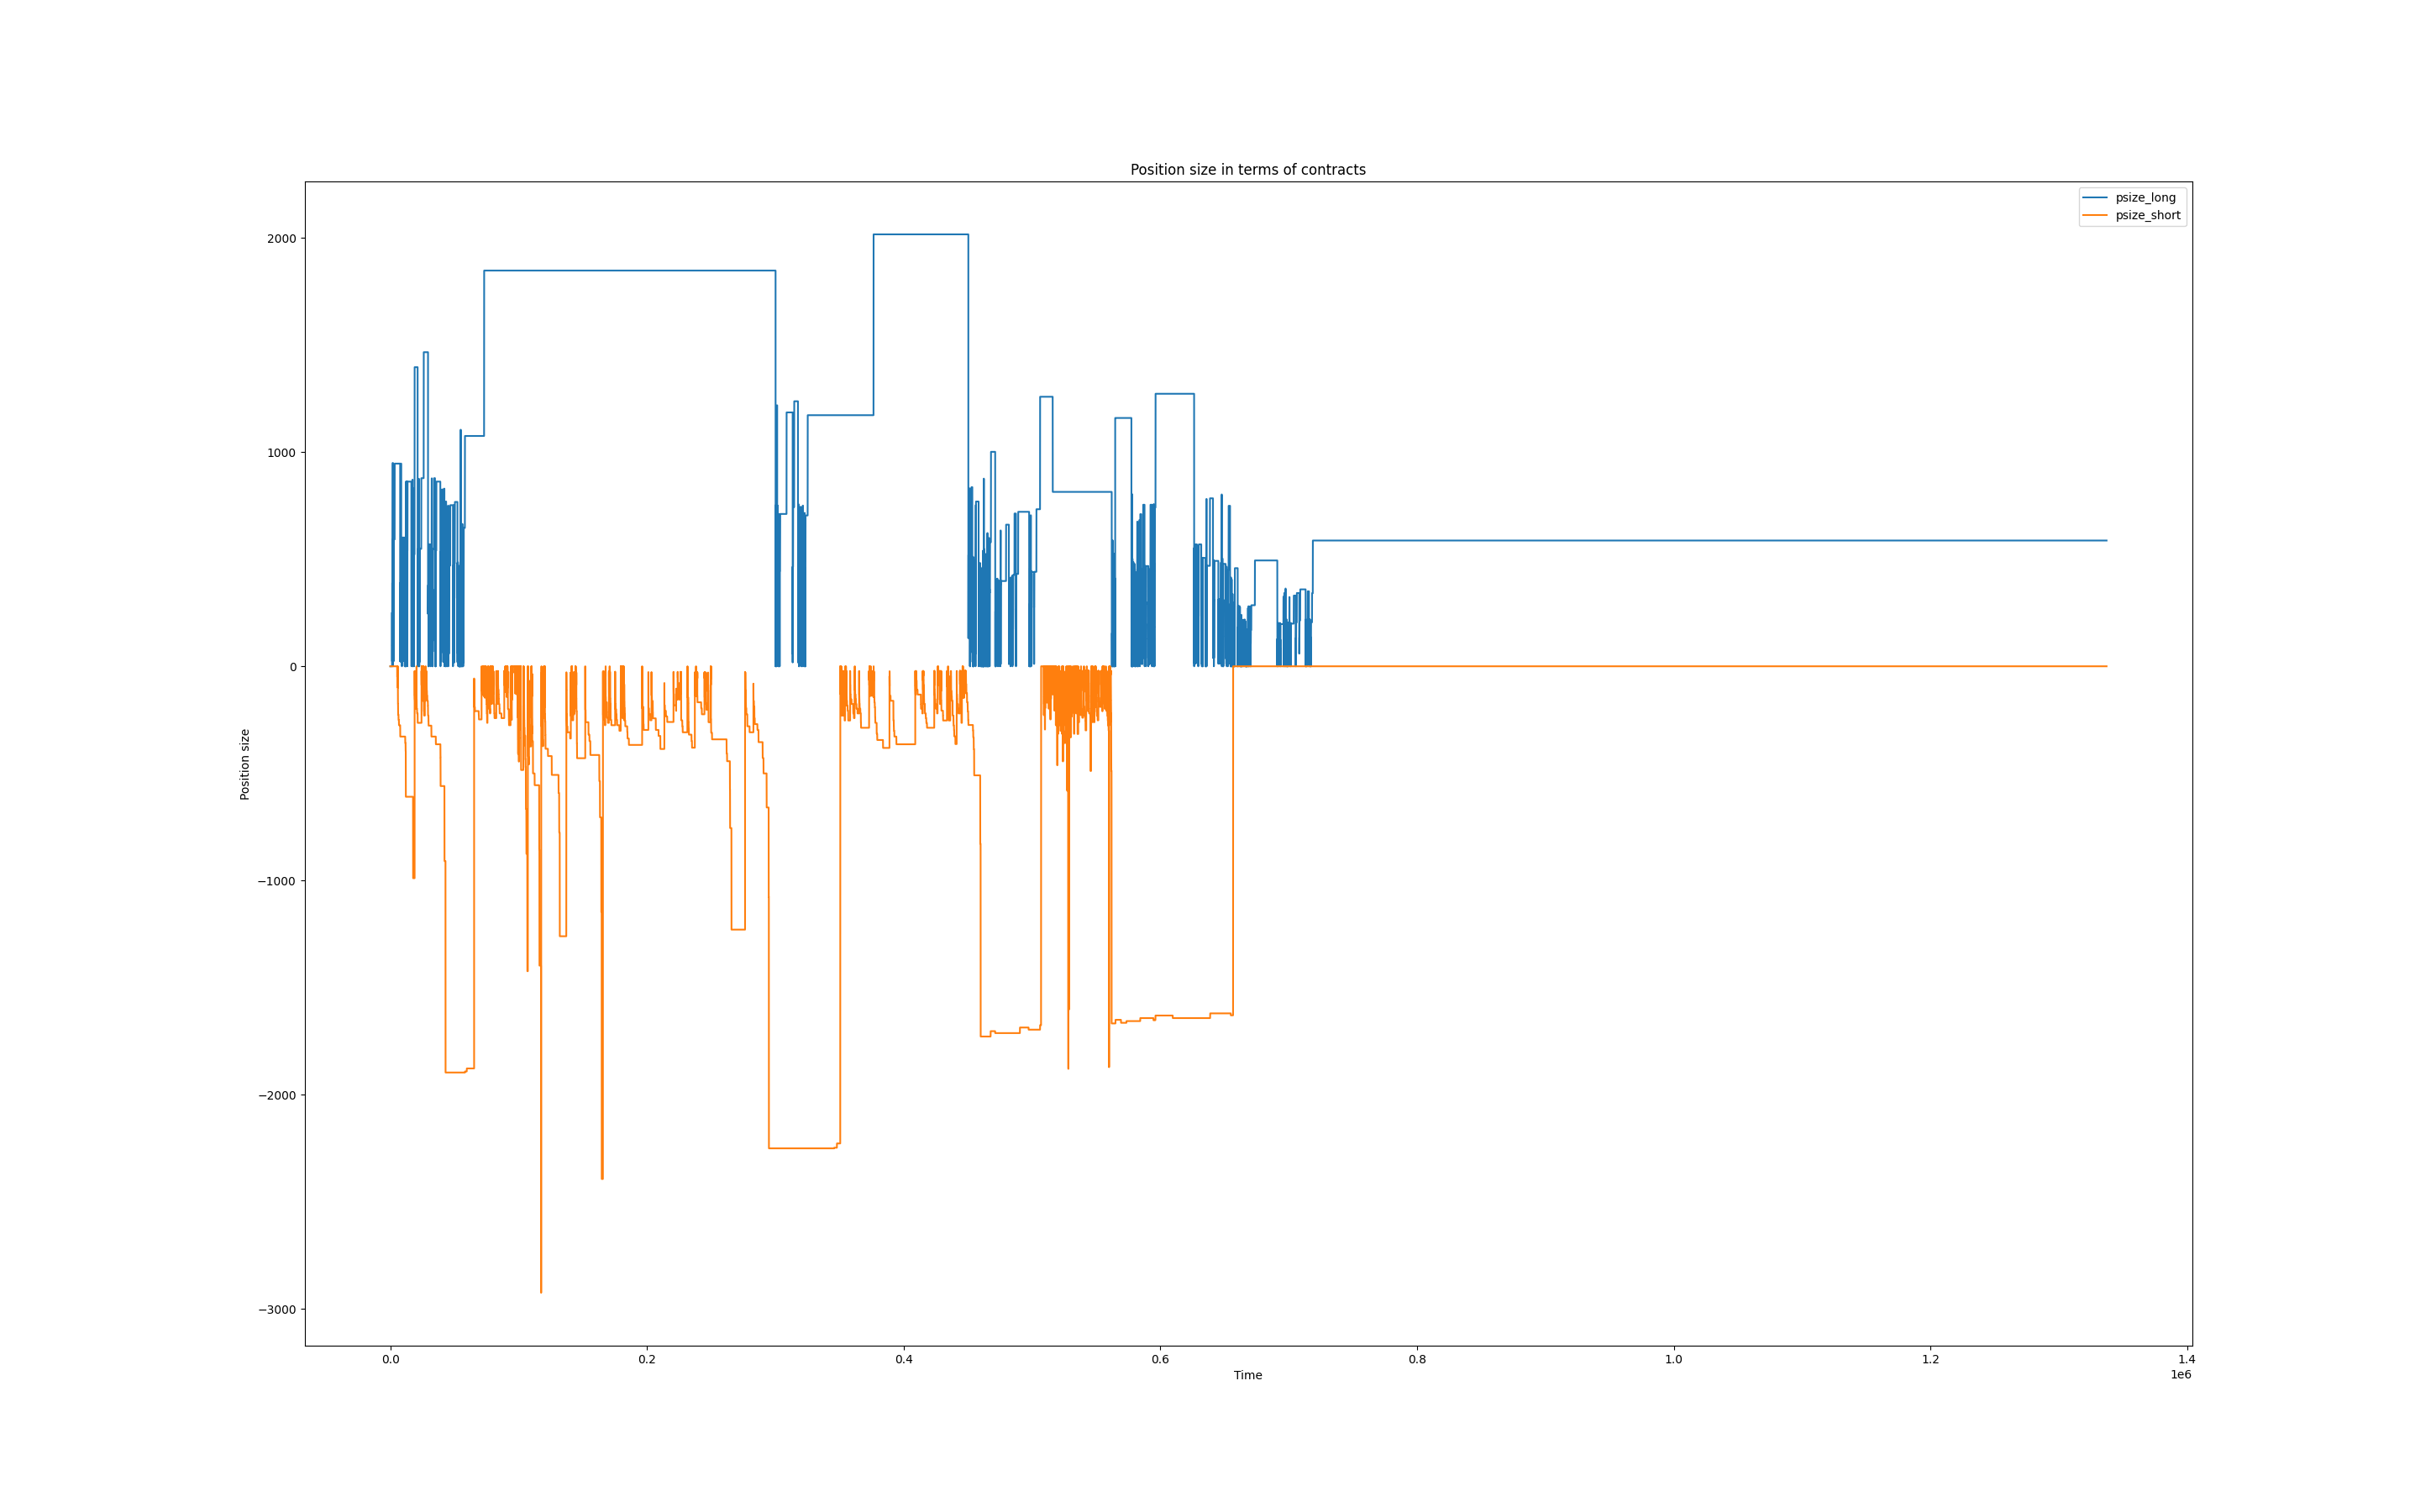 Position size in terms of contracts
psize_long
psize_short
2000
1000
0
−1000
−2000
−3000
Position size
0.0 0.2 0.4 0.6 0.8 1.0 1.2 1.4
Time
1e6